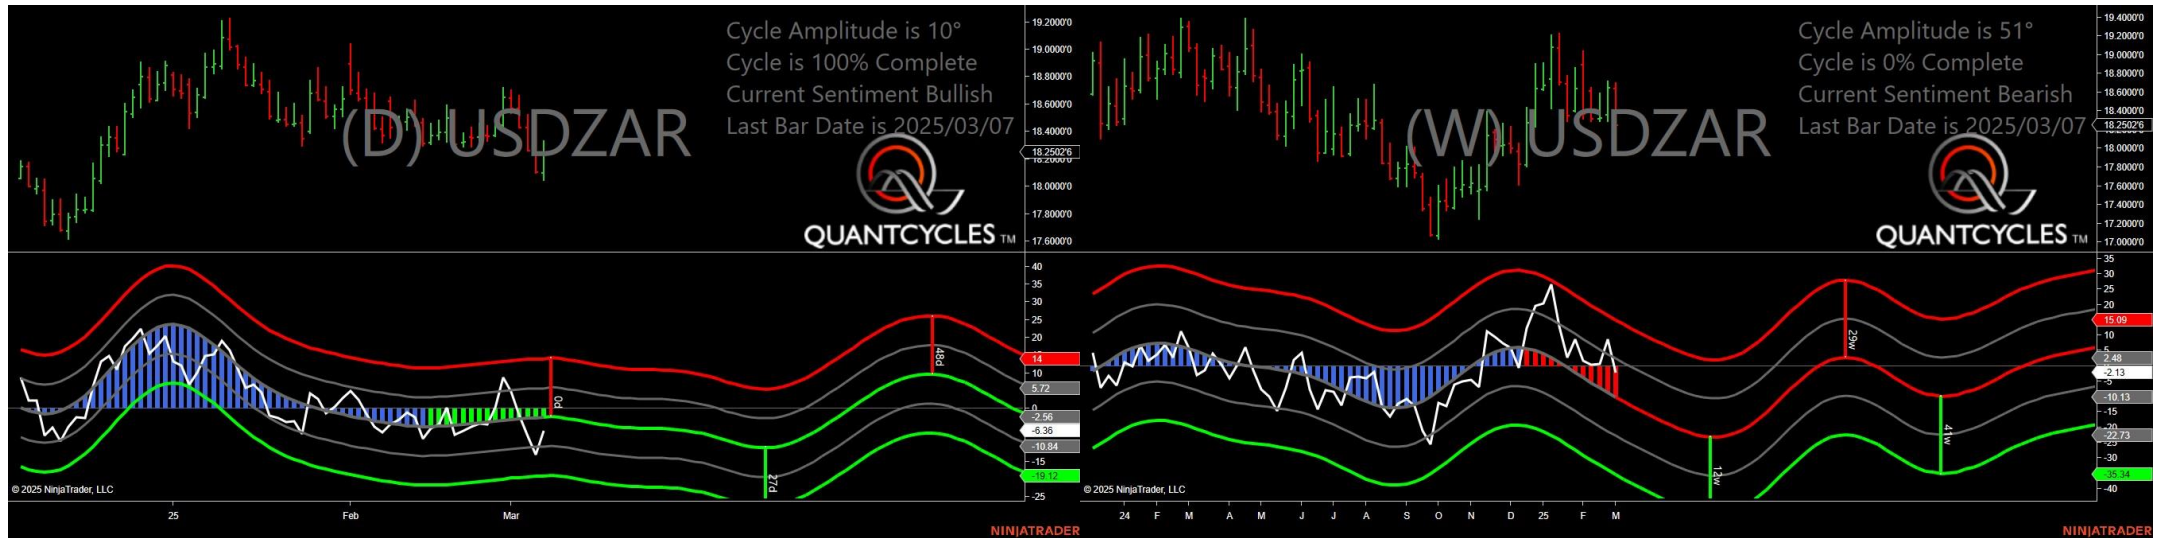 Cycle Amplitude is 10°
Cycle is 100% Complete
Current Sentiment Bullish
Last Bar Date is 2025/03/07
(D) USDZAR
QUANTCYCLES TM
19.2000'0
19.0000'0
18.8000'0
18.6000'0
18.4000'0
18.2502'6
18.2000'0
18.0000'0
17.8000'0
17.6000'0
40
35
30
25
20
14
10
5.72
0
-2.56
-6.36
-10.84
-15
-19.12
-25
0d
27d
48d
© 2025 NinjaTrader, LLC
25
Feb
Mar
NINJATRADER
Cycle Amplitude is 51°
Cycle is 0% Complete
Current Sentiment Bearish
Last Bar Date is 2025/03/07
(W) USDZAR
QUANTCYCLES TM
19.4000'0
19.2000'0
19.0000'0
18.8000'0
18.6000'0
18.4000'0
18.2502'6
18.0000'0
17.8000'0
17.6000'0
17.4000'0
17.2000'0
17.0000'0
35
30
25
20
15.09
10
5
2.48
-2.13
-5
-10.13
-15
-22.73
-25
-30
-35.34
-40
12w
29w
41w
© 2025 NinjaTrader, LLC
24 F M A M J J A S O N D 25 F M
NINJATRADER